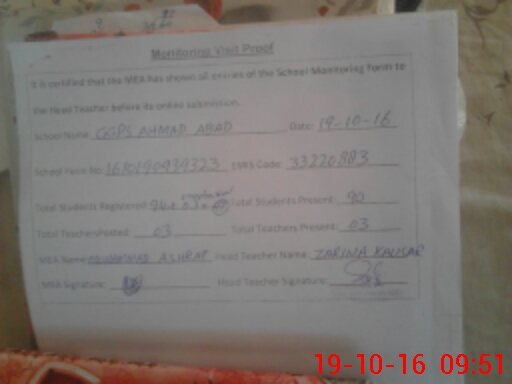 Monitoring Visit Proof
It is certified that the MEA has shown all entries of the School Monitoring Form to
the Head Teacher before its online submission.
School Name: GGPS AHMAD ABAD Date: 19-10-16
School Form No: 1610190939323 EMIS Code: 33220883
Total Students Registered: Total Students Present: 90
Total Teachers Posted: 03 Total Teachers Present: 03
MEA Name: MUHAMMAD ASHRAF Head Teacher Name: ZARINA KAUSAR
MEA Signature: Head Teacher Signature:
19-10-16 09:51